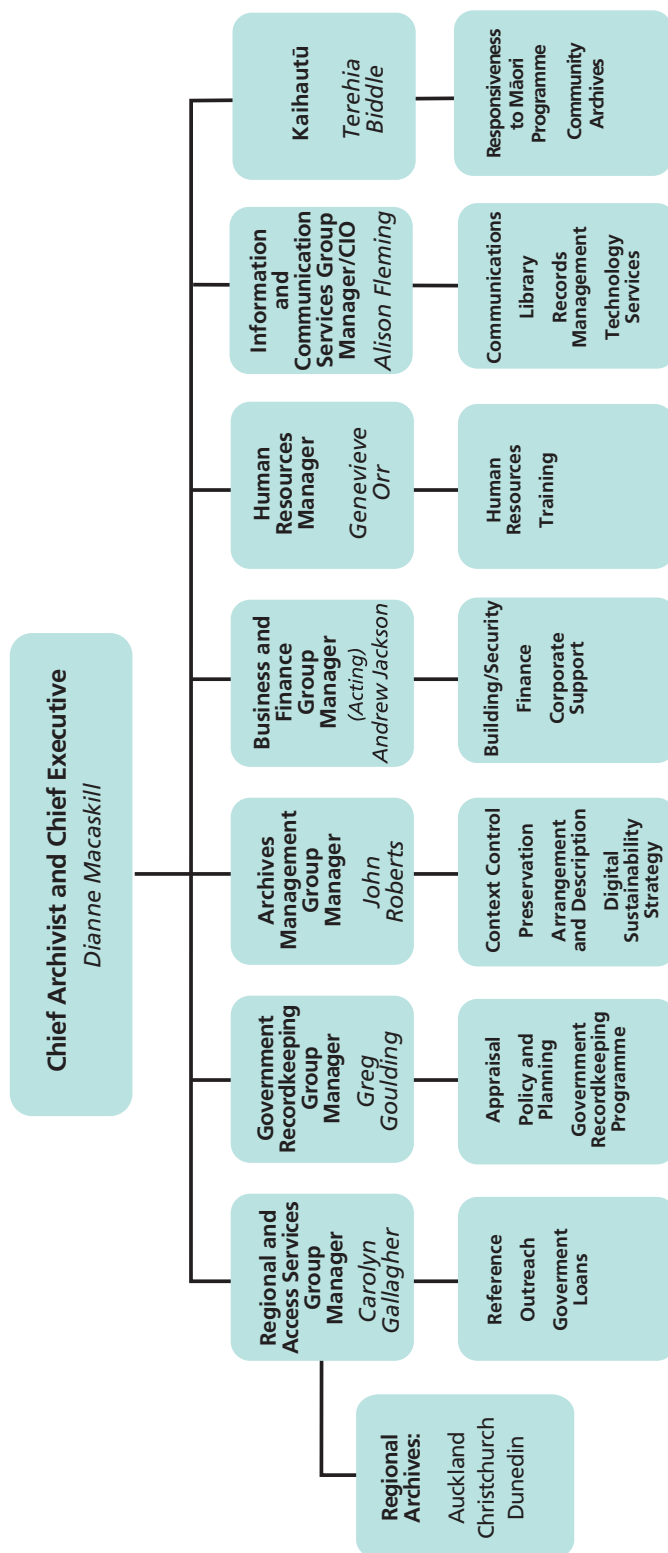 Chief Archivist and Chief Executive
Dianne Macaskill
Regional and
Access Services
Group
Manager
Carolyn
Gallagher
Government
Recordkeeping
Group
Manager
Greg
Goulding
Archives
Management
Group
Manager
John
Roberts
Business and
Finance
Group
Manager
(Acting)
Andrew Jackson
Human
Resources
Manager
Genevieve
Orr
Information
and
Communication
Services Group
Manager/CIO
Alison Fleming
Kaihautū
Terehia
Biddle
Regional
Archives:
Auckland
Christchurch
Dunedin
Reference
Outreach
Goverment
Loans
Appraisal
Policy and
Planning
Government
Recordkeeping
Programme
Context Control
Preservation
Arrangement
and Description
Digital
Sustainability
Strategy
Building/Security
Finance
Corporate
Support
Human
Resources
Training
Communications
Library
Records
Management
Technology
Services
Responsiveness
to Māori
Programme
Community
Archives